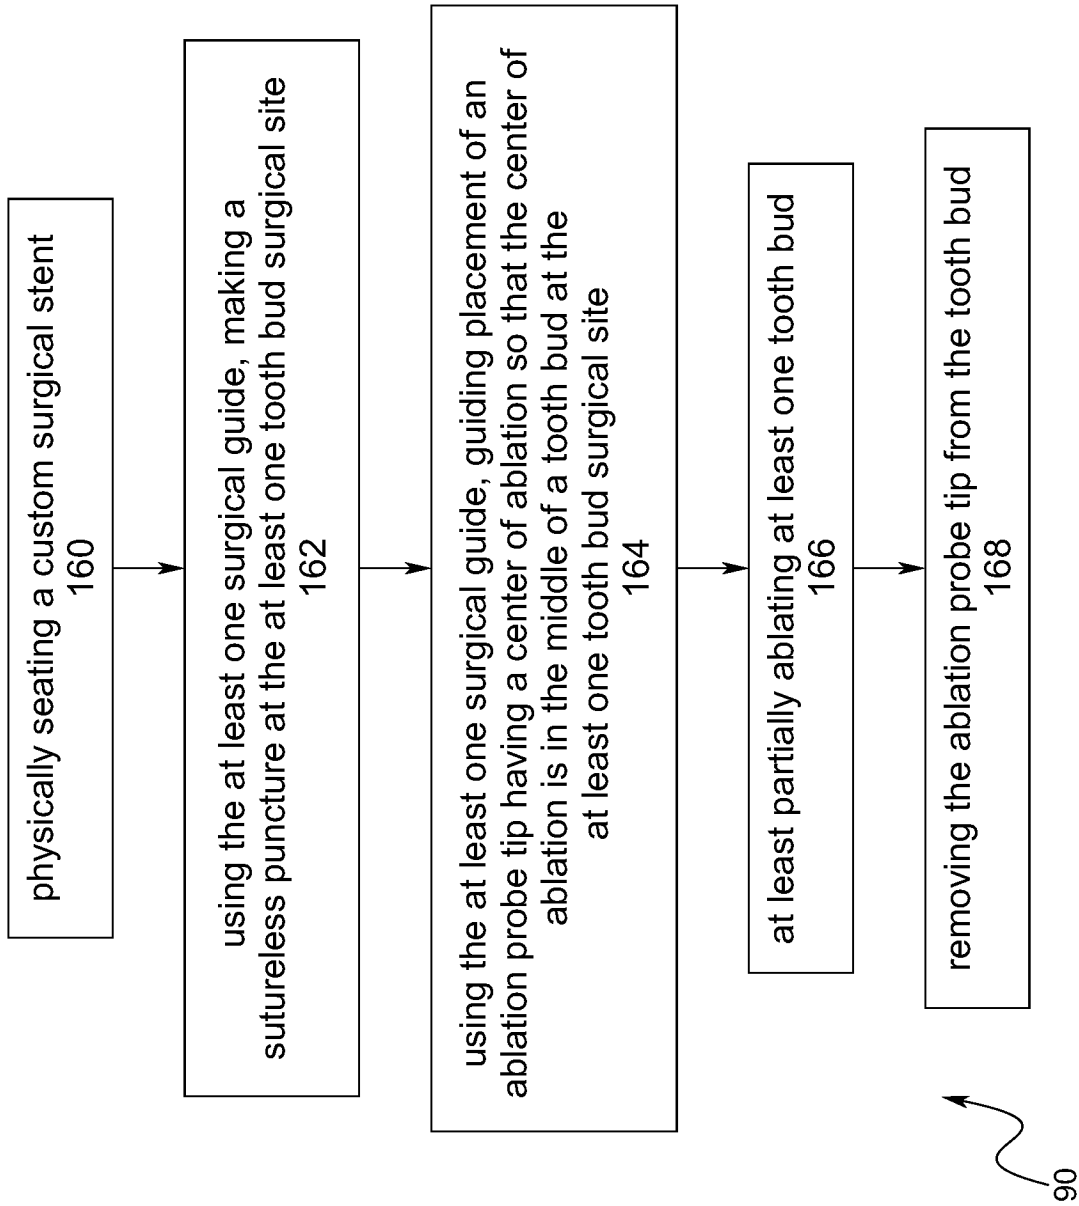 physically seating a custom surgical stent
160
using the at least one surgical guide, making a
sutureless puncture at the at least one tooth bud surgical site
162
using the at least one surgical guide, guiding placement of an
ablation probe tip having a center of ablation so that the center of
ablation is in the middle of a tooth bud at the
at least one tooth bud surgical site
164
at least partially ablating at least one tooth bud
166
removing the ablation probe tip from the tooth bud
168
90